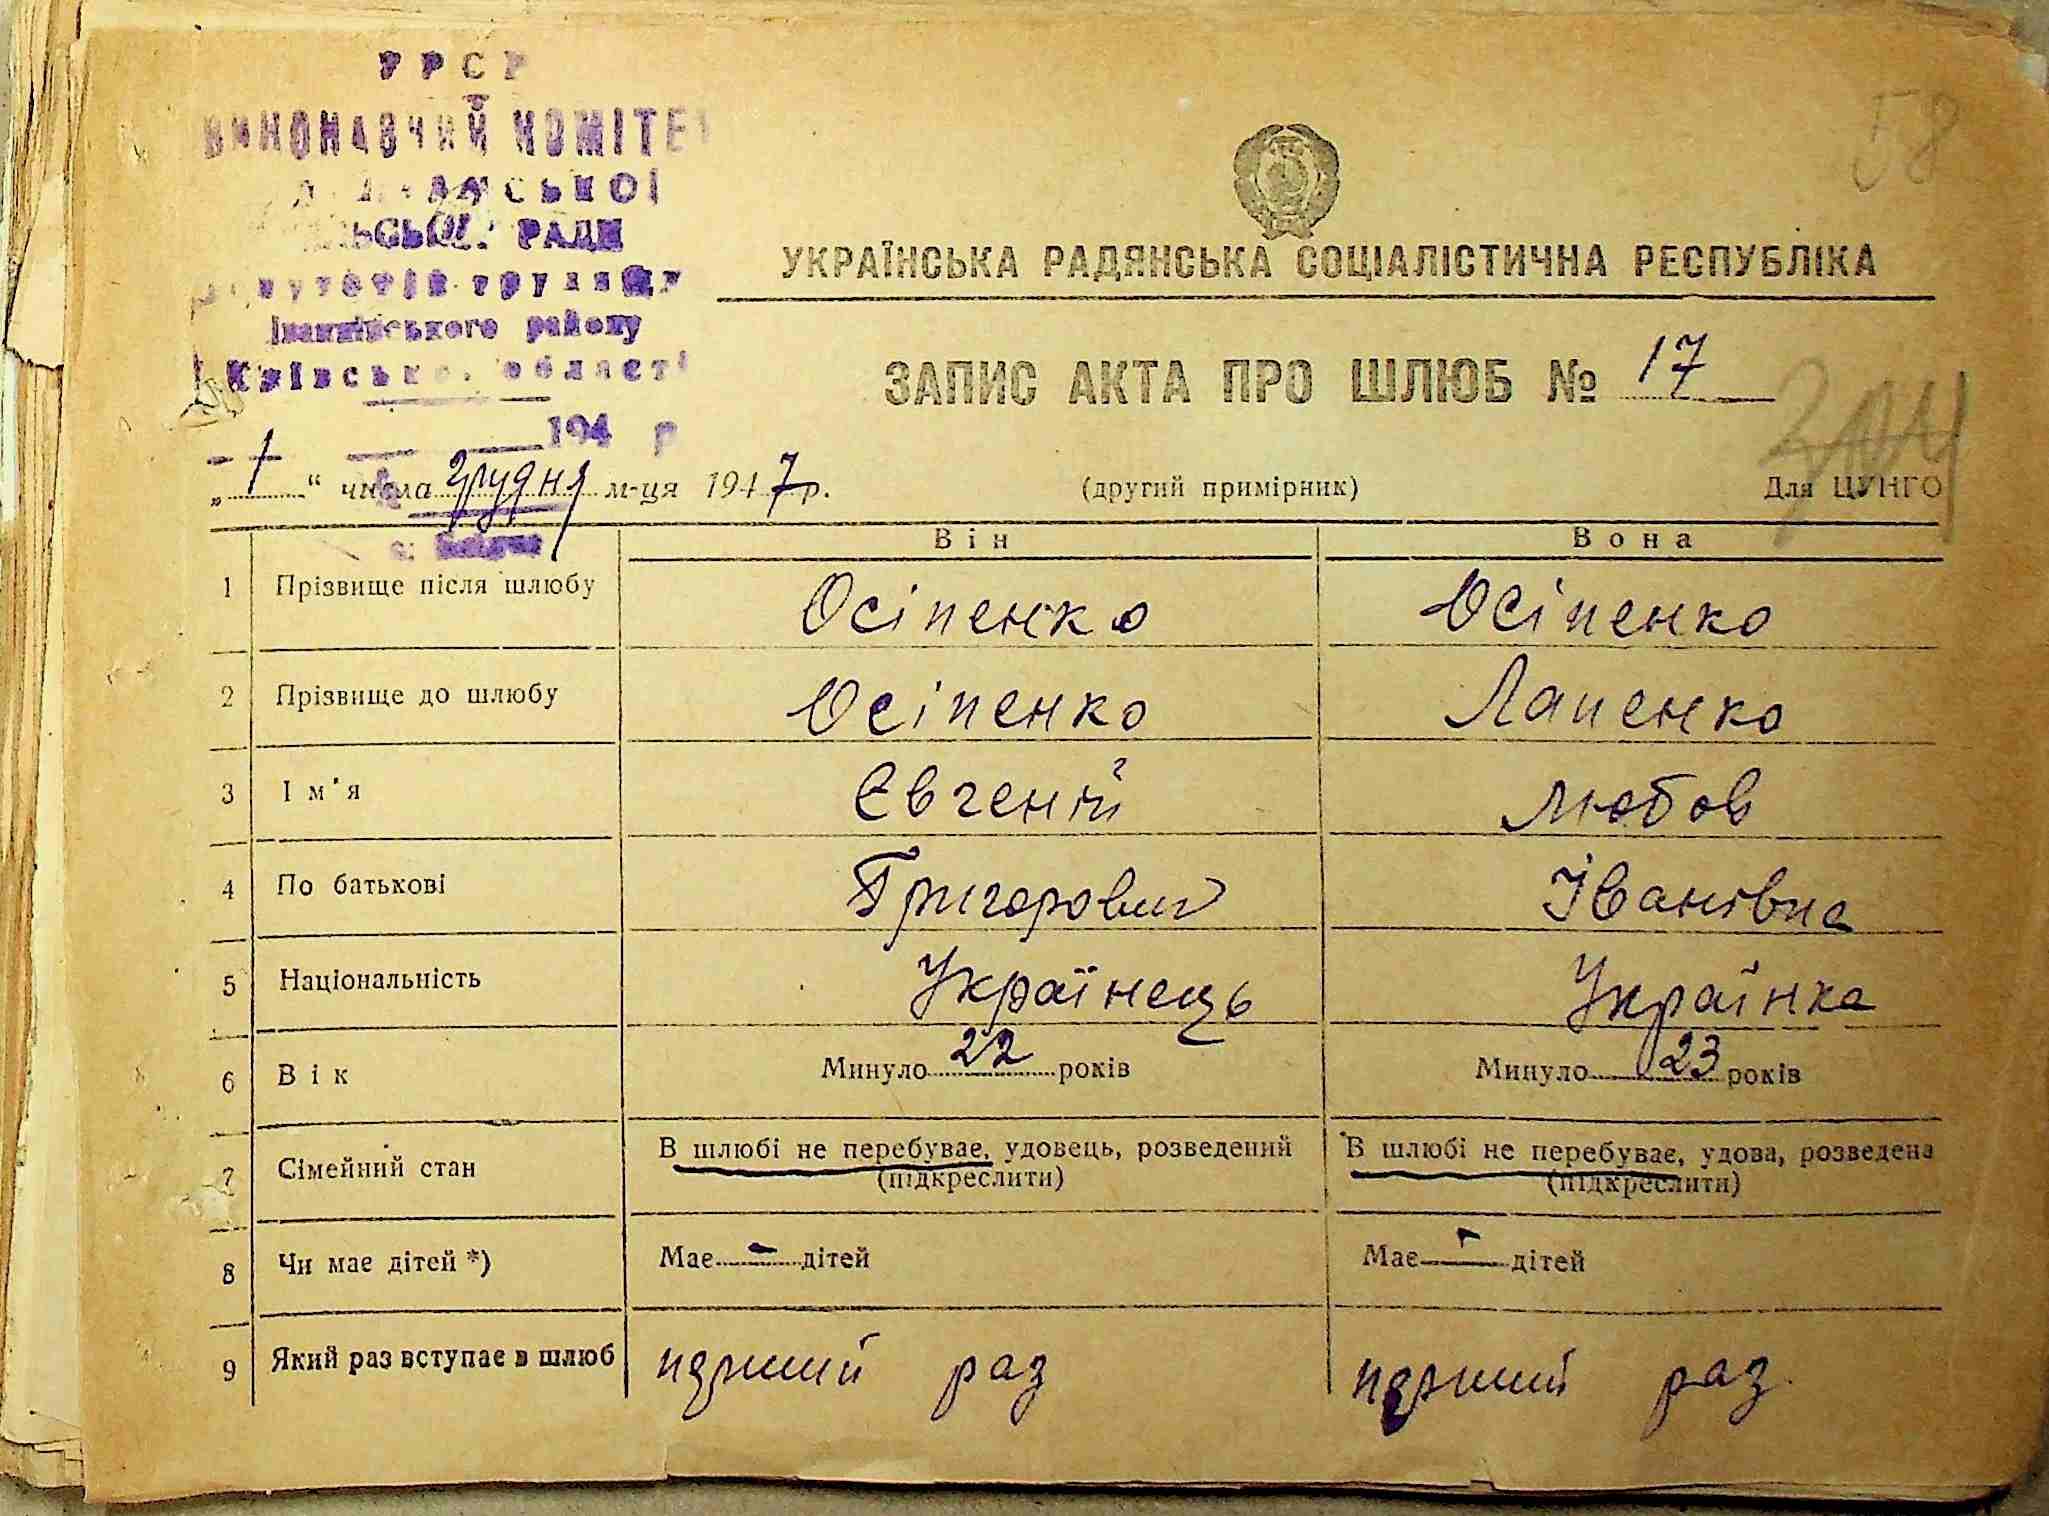 УРСР
ВИКОНАВЧИЙ КОМІТЕТ
РАДИ
Іванківського району
Київської області
194 р
58
УКРАЇНСЬКА РАДЯНСЬКА СОЦІАЛІСТИЧНА РЕСПУБЛІКА
ЗАПИС АКТА ПРО ШЛЮБ № 17
„1“ числа грудня м-ця 1947 р.
(другий примірник)
Для ЦУНГО
Він Вона
1 Прізвище після шлюбу Осіпенко Осіпенко
2 Прізвище до шлюбу Осіпенко Лапенко
3 Ім'я Євгеній Любов
4 По батькові Григорович Іванівна
5 Національність Українець Українка
6 Вік Минуло 22 років Минуло 23 років
7 Сімейний стан В шлюбі не перебуває, удовець, розведений В шлюбі не перебуває, удова, розведена
(підкреслити) (підкреслити)
8 Чи має дітей *) Має - дітей Має - дітей
9 Який раз вступає в шлюб перший раз перший раз